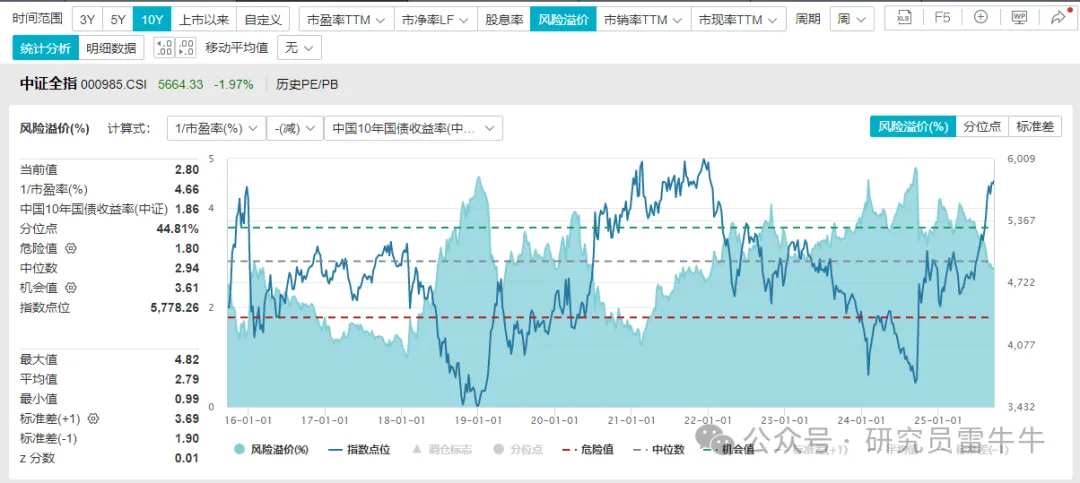 时间范围 3Y 5Y 10Y 上市以来 自定义 市盈率TTM 市净率LF 股息率 风险溢价 市销率TTM 市现率TTM 周期 周 XLS F5 WP
统计分析 明细数据 移动平均值 无
中证全指 000985.CSI 5664.33 -1.97% 历史PE/PB
风险溢价(%) 计算式: 1/市盈率(%) -(减) 中国10年国债收益率(中... 风险溢价(%) 分位点 标准差
当前值 2.80
1/市盈率(%) 4.66
中国10年国债收益率(中证) 1.86
分位点 44.81%
危险值 1.80
中位数 2.94
机会值 3.61
指数点位 5,778.26
最大值 4.82
平均值 2.79
最小值 0.99
标准差(+1) 3.69
标准差(-1) 1.90
z 分数 0.01
5 6,009
4 5,367
4,722
2 4,077
0 3,432
16-01-01 17-01-01 18-01-01 19-01-01 20-01-01 21-01-01 22-01-01 23-01-01 24-01-01 25-01-01
风险溢价(%) 指数点位 调仓标志 分位点 危险值 中位数 机会值 标准差(+1) 平均值 标准差(-1)
公众号 · 研究员雷牛牛